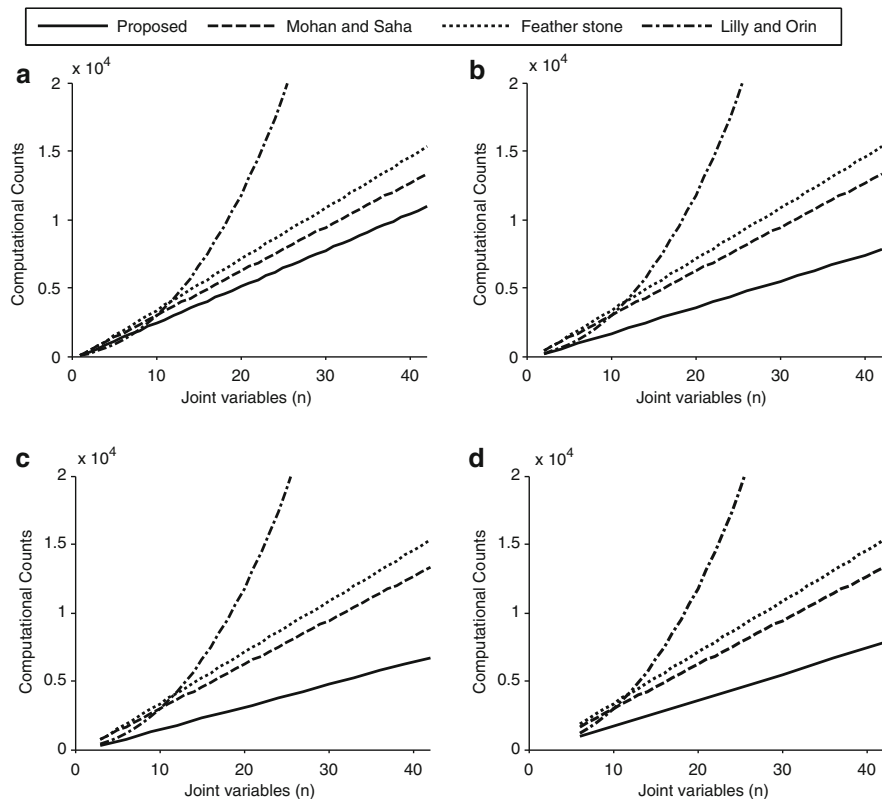 Proposed Mohan and Saha Feather stone Lilly and Orin
a
x 10^4
2
1.5
1
0.5
0
0 10 20 30 40
Computational Counts
Joint variables (n)
b
x 10^4
2
1.5
1
0.5
0
0 10 20 30 40
Computational Counts
Joint variables (n)
c
x 10^4
2
1.5
1
0.5
0
0 10 20 30 40
Computational Counts
Joint variables (n)
d
x 10^4
2
1.5
1
0.5
0
0 10 20 30 40
Computational Counts
Joint variables (n)